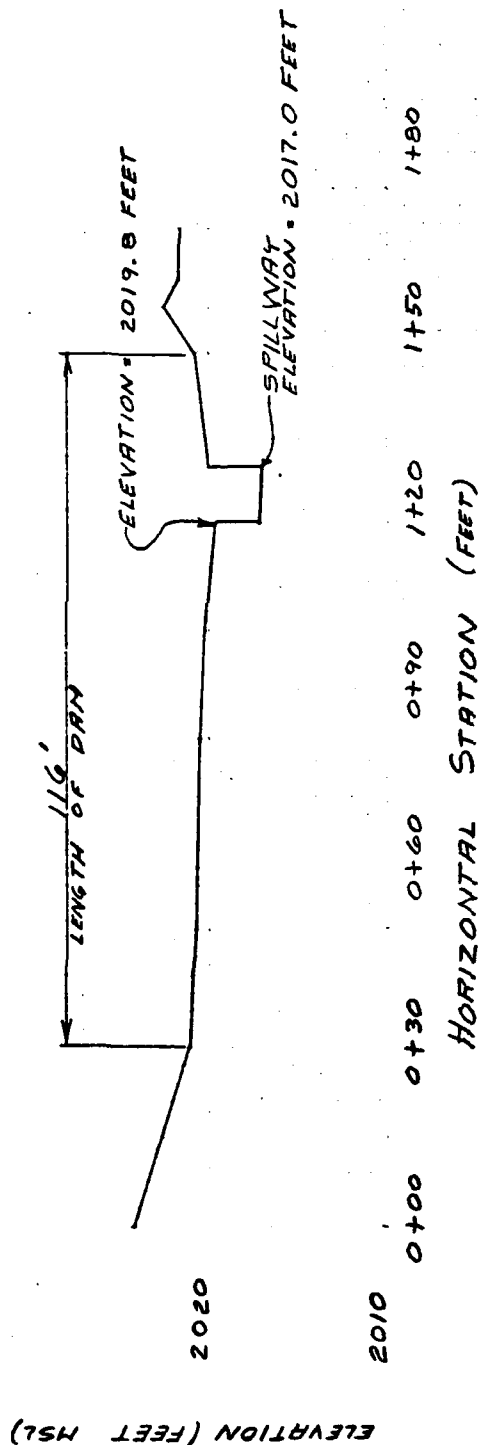 116'
LENGTH OF DAM
ELEVATION = 2019.8 FEET
SPILLWAY
ELEVATION = 2017.0 FEET
ELEVATION (FEET MSL)
2020
2010
0+00
0+30
0+60
0+90
1+20
1+50
1+80
HORIZONTAL STATION (FEET)